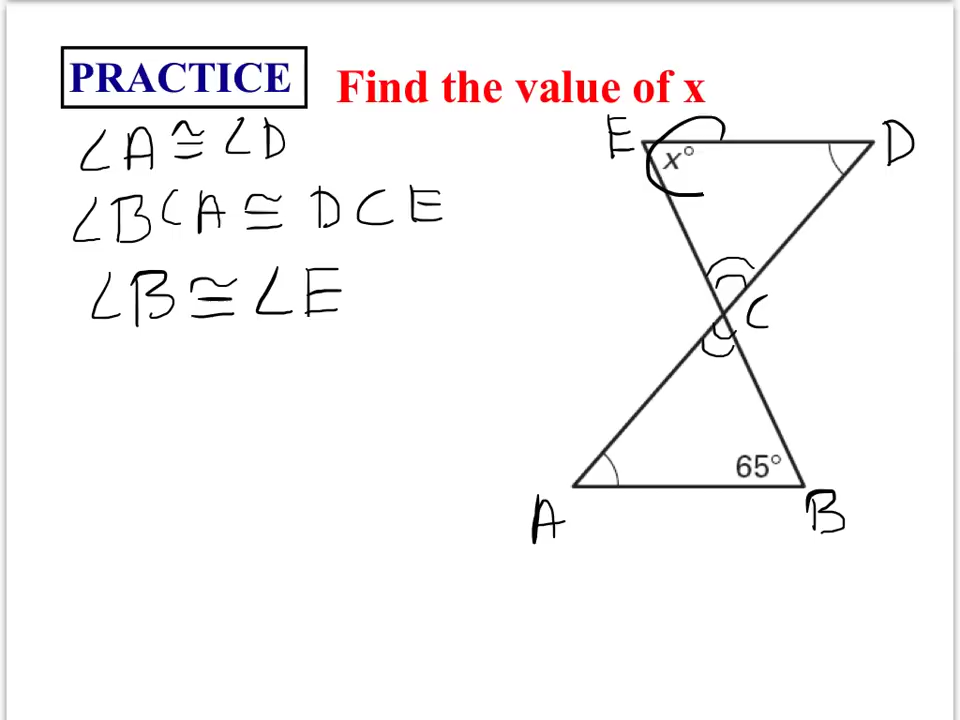 PRACTICE
Find the value of x
∠A ≅ ∠D
∠BCA ≅ DCE
∠B ≅ ∠E
E
D
x°
C
65°
A
B